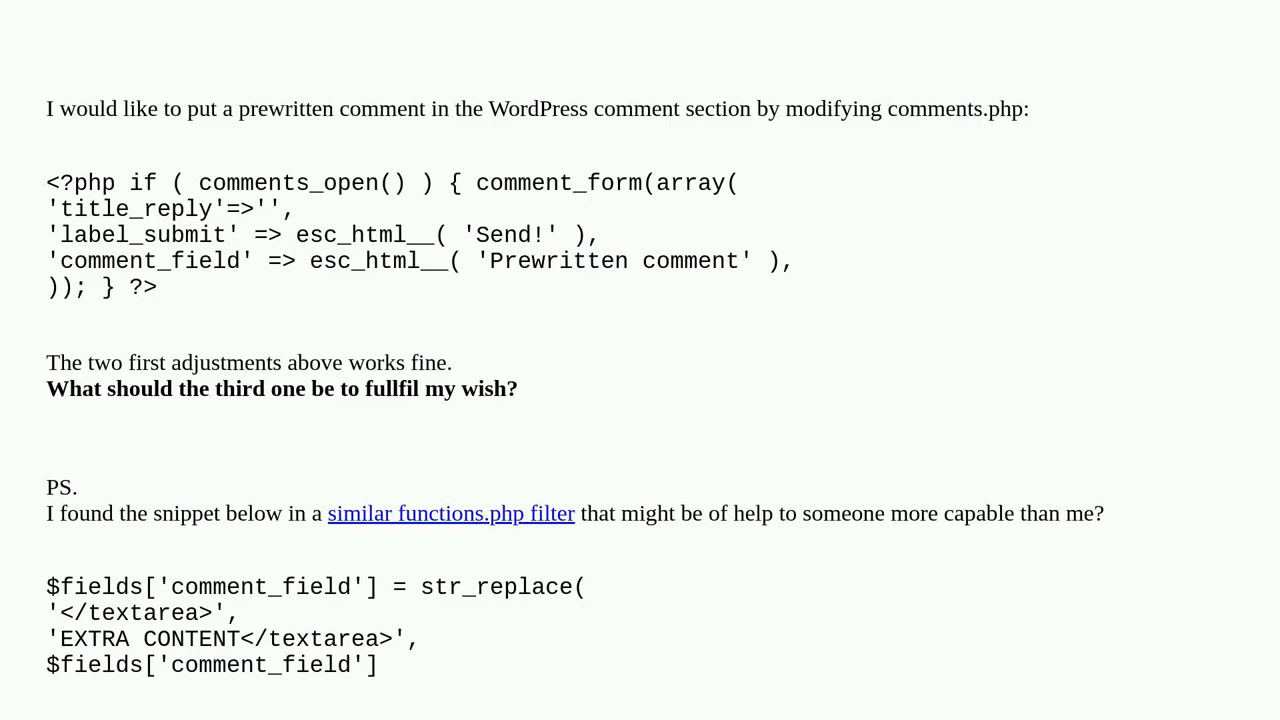 I would like to put a prewritten comment in the WordPress comment section by modifying comments.php:
<?php if ( comments_open() ) { comment_form(array(
'title_reply'=>'',
'label_submit' => esc_html__( 'Send!' ),
'comment_field' => esc_html__( 'Prewritten comment' ),
)); } ?>
The two first adjustments above works fine.
What should the third one be to fullfil my wish?
PS.
I found the snippet below in a similar functions.php filter that might be of help to someone more capable than me?
$fields['comment_field'] = str_replace(
'</textarea>',
'EXTRA CONTENT</textarea>',
$fields['comment_field']